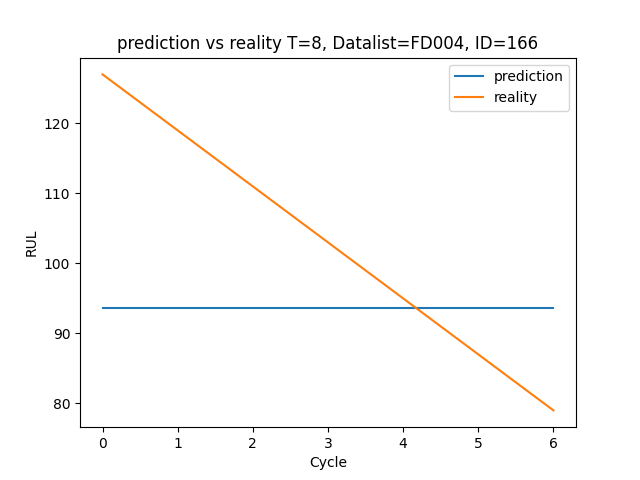 prediction vs reality T=8, Datalist=FD004, ID=166
prediction
reality
RUL
120
110
100
90
80
0 1 2 3 4 5 6
Cycle